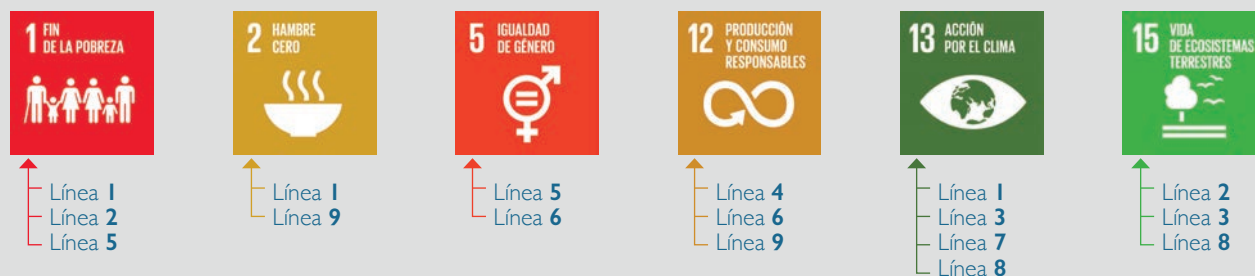 1 FIN
DE LA POBREZA
Línea 1
Línea 2
Línea 5
2 HAMBRE
CERO
Línea 1
Línea 9
5 IGUALDAD
DE GÉNERO
Línea 5
Línea 6
12 PRODUCCIÓN
Y CONSUMO
RESPONSABLES
Línea 4
Línea 6
Línea 9
13 ACCIÓN
POR EL CLIMA
Línea 1
Línea 3
Línea 7
Línea 8
15 VIDA
DE ECOSISTEMAS
TERRESTRES
Línea 2
Línea 3
Línea 8